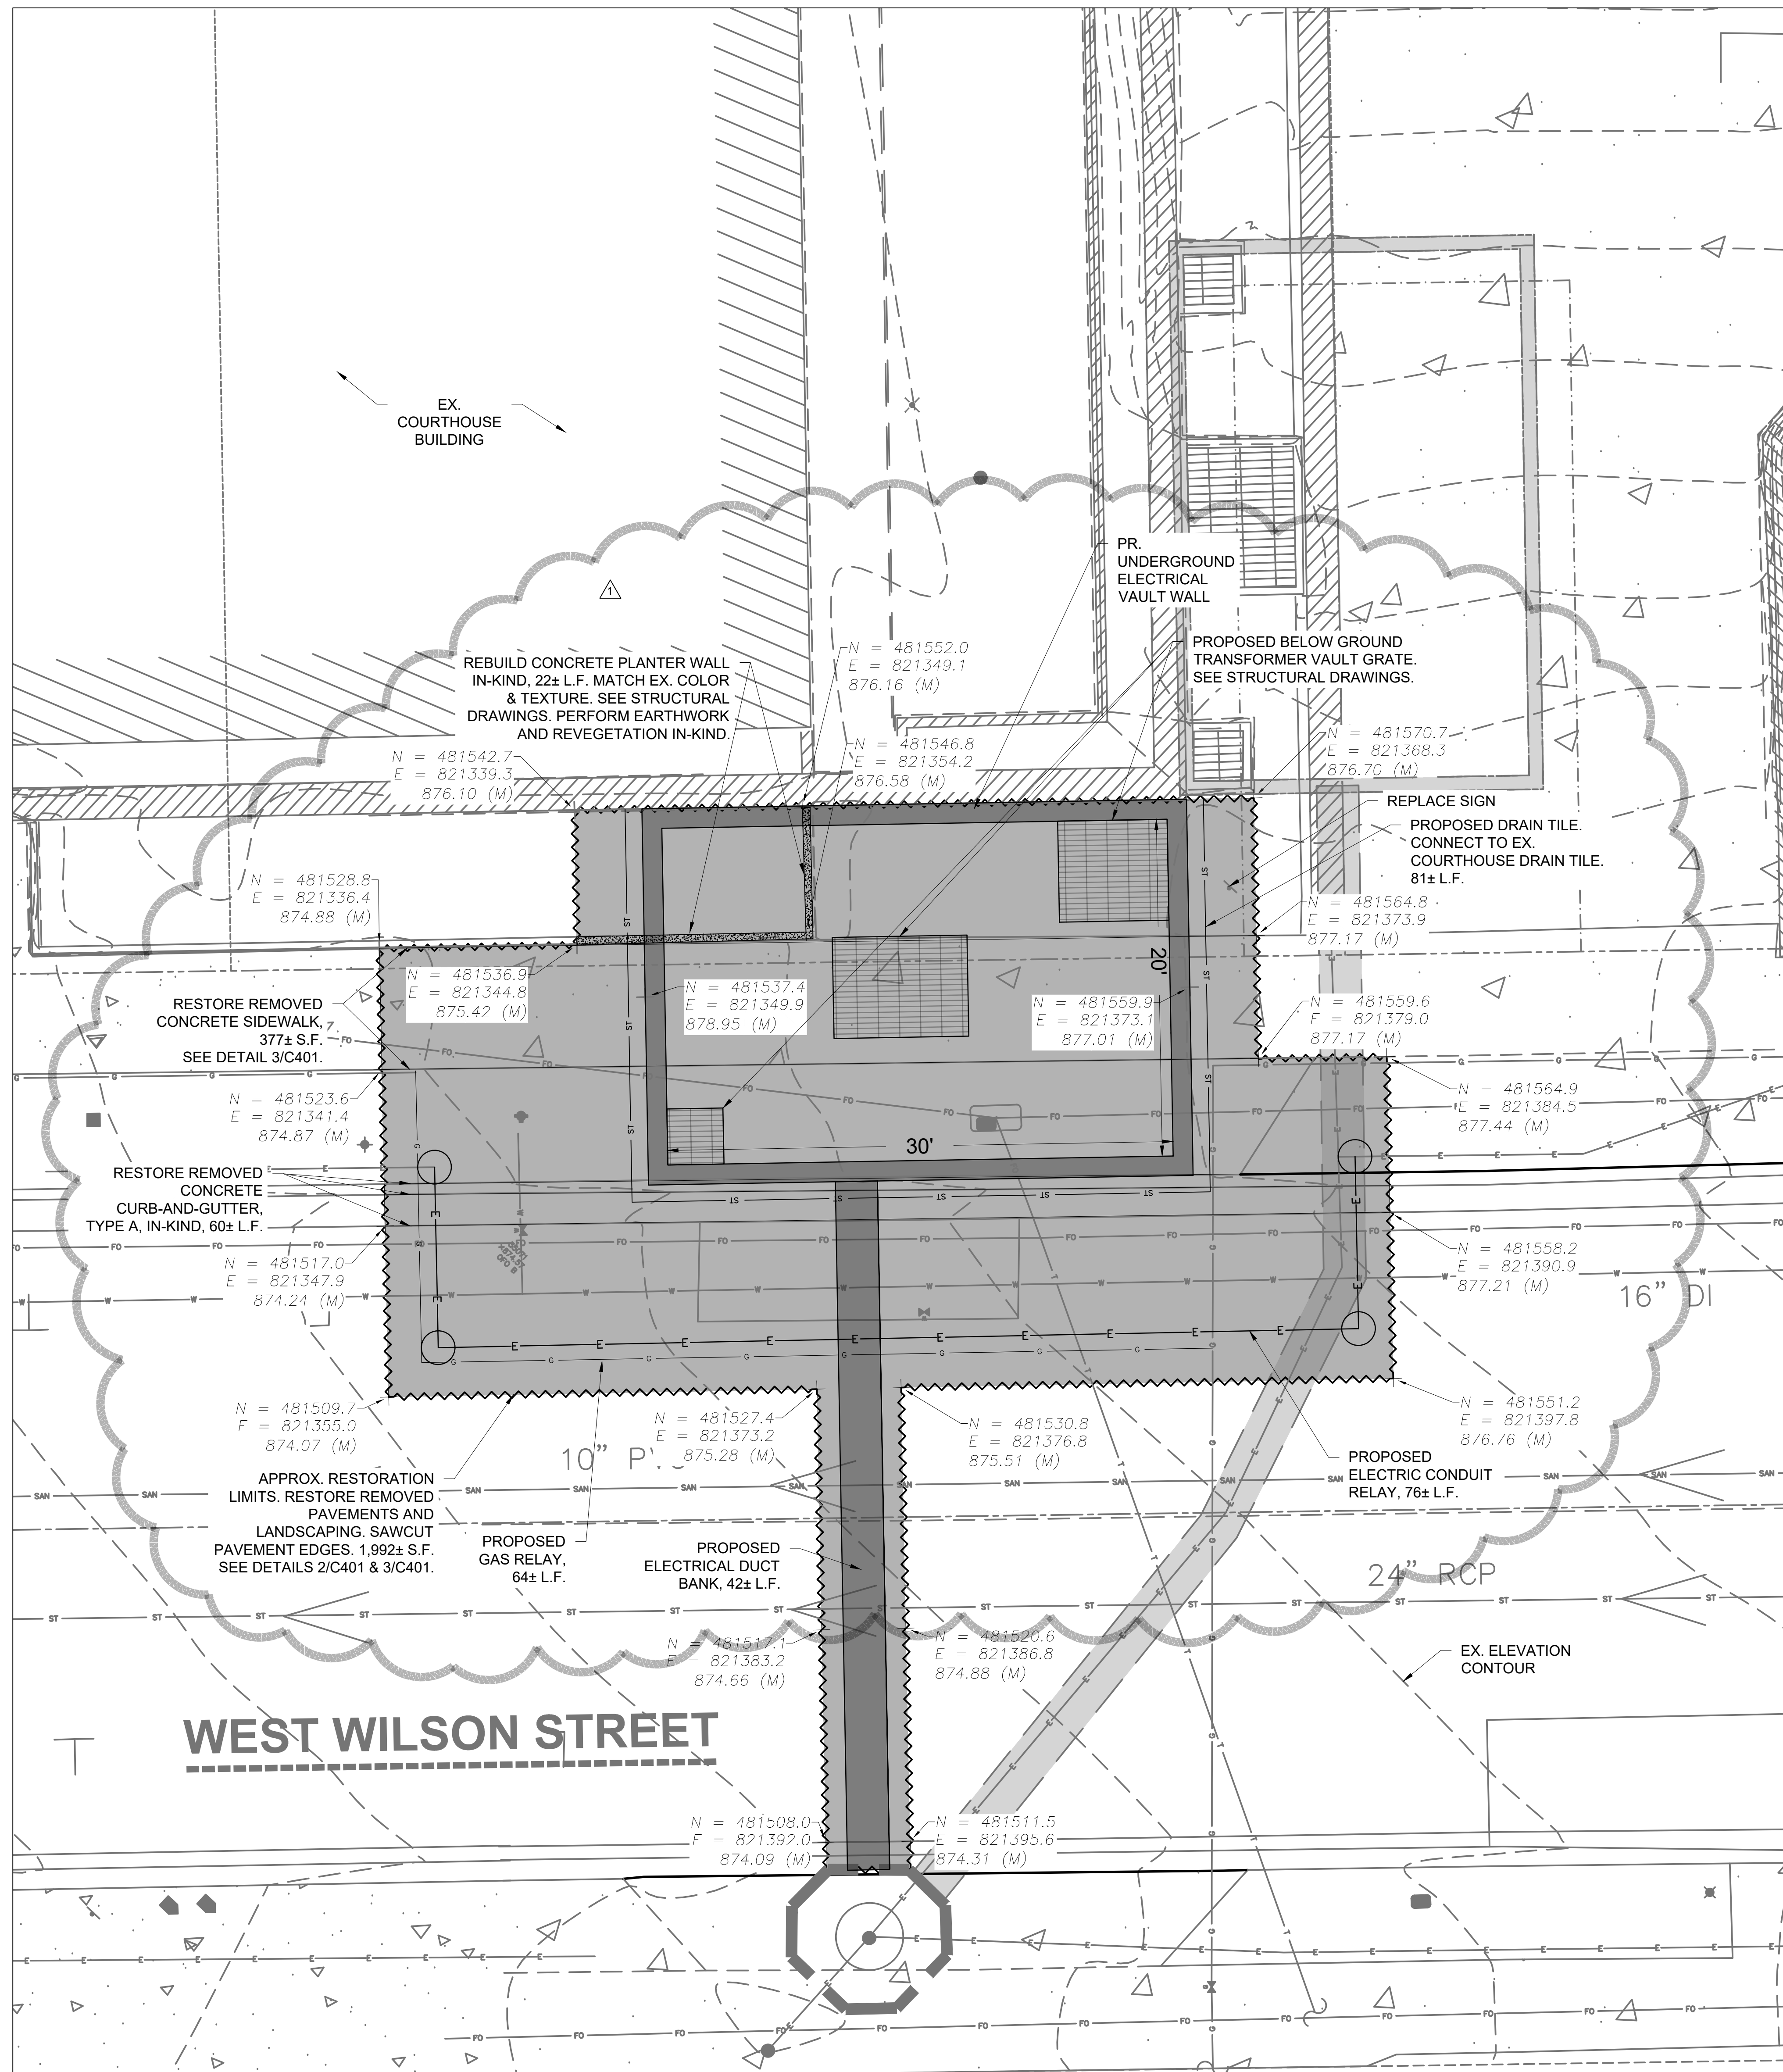 EX.
COURTHOUSE
BUILDING
PR.
UNDERGROUND
ELECTRICAL
VAULT WALL
1
REBUILD CONCRETE PLANTER WALL
IN-KIND, 22± L.F. MATCH EX. COLOR
& TEXTURE. SEE STRUCTURAL
DRAWINGS. PERFORM EARTHWORK
AND REVEGETATION IN-KIND.
N = 481552.0
E = 821349.1
876.16 (M)
PROPOSED BELOW GROUND
TRANSFORMER VAULT GRATE.
SEE STRUCTURAL DRAWINGS.
N = 481542.7
E = 821339.3
876.10 (M)
N = 481546.8
E = 821354.2
876.58 (M)
N = 481570.7
E = 821368.3
876.70 (M)
REPLACE SIGN
PROPOSED DRAIN TILE.
CONNECT TO EX.
COURTHOUSE DRAIN TILE.
81± L.F.
N = 481528.8
E = 821336.4
874.88 (M)
N = 481564.8
E = 821373.9
877.17 (M)
N = 481536.9
E = 821344.8
875.42 (M)
N = 481537.4
E = 821349.9
878.95 (M)
20'
N = 481559.9
E = 821373.1
877.01 (M)
N = 481559.6
E = 821379.0
877.17 (M)
RESTORE REMOVED
CONCRETE SIDEWALK,
377± S.F.
SEE DETAIL 3/C401.
N = 481523.6
E = 821341.4
874.87 (M)
N = 481564.9
E = 821384.5
877.44 (M)
30'
RESTORE REMOVED
CONCRETE
CURB-AND-GUTTER,
TYPE A, IN-KIND, 60± L.F.
N = 481517.0
E = 821347.9
874.24 (M)
N = 481558.2
E = 821390.9
877.21 (M)
16" DI
N = 481509.7
E = 821355.0
874.07 (M)
N = 481527.4
E = 821373.2
875.28 (M)
N = 481530.8
E = 821376.8
875.51 (M)
N = 481551.2
E = 821397.8
876.76 (M)
10"
APPROX. RESTORATION
LIMITS. RESTORE REMOVED
PAVEMENTS AND
LANDSCAPING. SAWCUT
PAVEMENT EDGES. 1,992± S.F.
SEE DETAILS 2/C401 & 3/C401.
PROPOSED
GAS RELAY,
64± L.F.
PROPOSED
ELECTRICAL DUCT
BANK, 42± L.F.
PROPOSED
ELECTRIC CONDUIT
RELAY, 76± L.F.
24" RCP
N = 481517.1
E = 821383.2
874.66 (M)
N = 481520.6
E = 821386.8
874.88 (M)
EX. ELEVATION
CONTOUR
WEST WILSON STREET
N = 481508.0
E = 821392.0
874.09 (M)
N = 481511.5
E = 821395.6
874.31 (M)